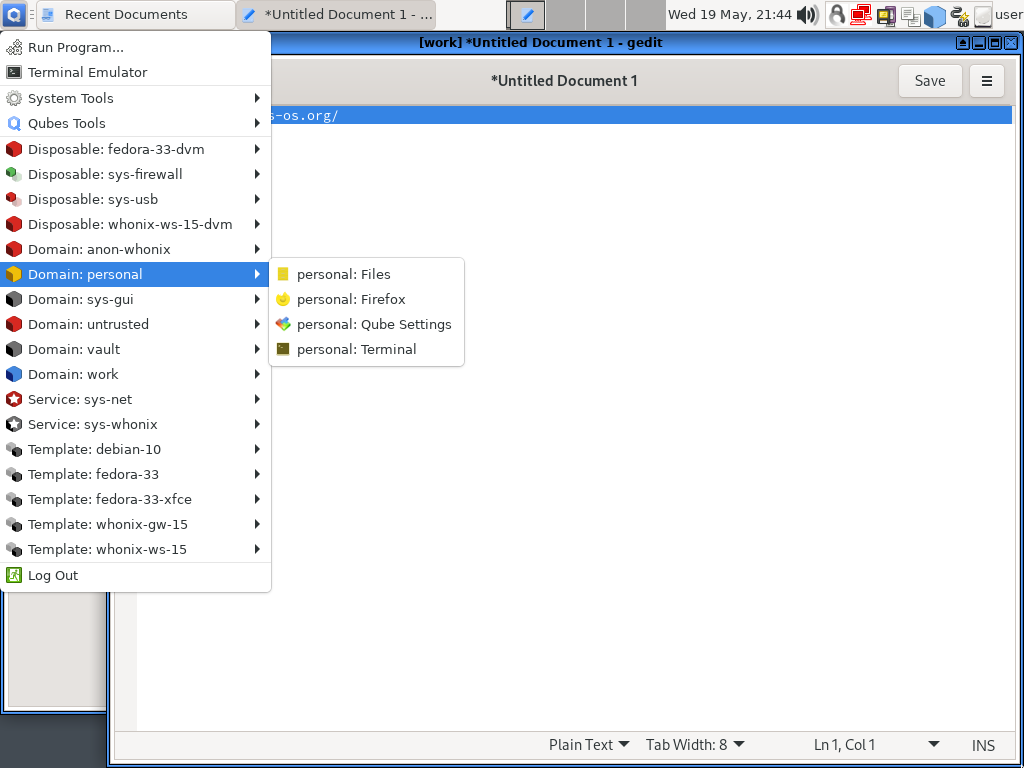 Recent Documents
*Untitled Document 1 - ...
Wed 19 May, 21:44
user
[work] *Untitled Document 1 - gedit
*Untitled Document 1
Save
s-os.org/
Run Program...
Terminal Emulator
System Tools
Qubes Tools
Disposable: fedora-33-dvm
Disposable: sys-firewall
Disposable: sys-usb
Disposable: whonix-ws-15-dvm
Domain: anon-whonix
Domain: personal
Domain: sys-gui
Domain: untrusted
Domain: vault
Domain: work
Service: sys-net
Service: sys-whonix
Template: debian-10
Template: fedora-33
Template: fedora-33-xfce
Template: whonix-gw-15
Template: whonix-ws-15
Log Out
personal: Files
personal: Firefox
personal: Qube Settings
personal: Terminal
Plain Text
Tab Width: 8
Ln 1, Col 1
INS